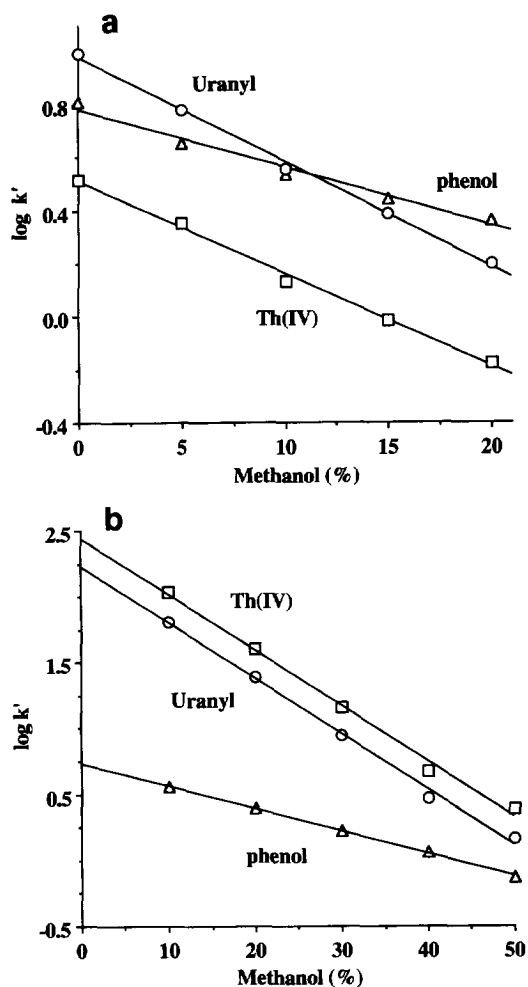 a
Uranyl
0.8
phenol
log k'
0.4
Th(IV)
0.0
-0.4
0 5 10 15 20
Methanol (%)
b
2.5
Th(IV)
1.5
Uranyl
log k'
0.5
phenol
-0.5
0 10 20 30 40 50
Methanol (%)